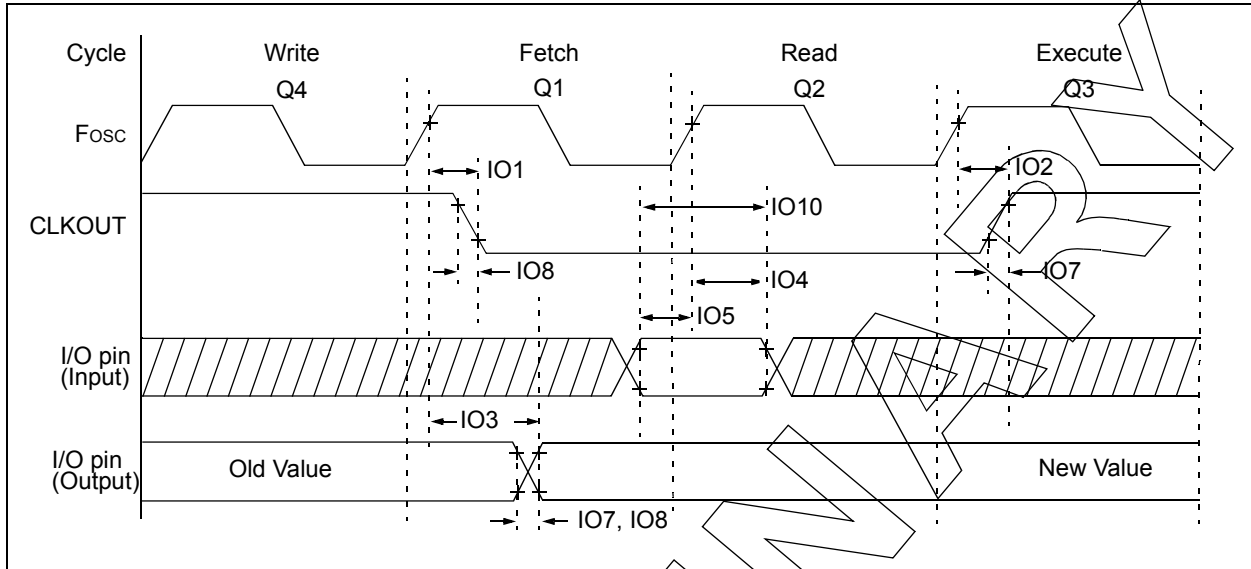 Cycle Write Fetch Read Execute
Q4 Q1 Q2 Q3
Fosc
IO1 IO2
CLKOUT
IO10
IO8 IO7
IO4
IO5
I/O pin
(Input)
IO3
I/O pin
(Output)
Old Value New Value
IO7, IO8